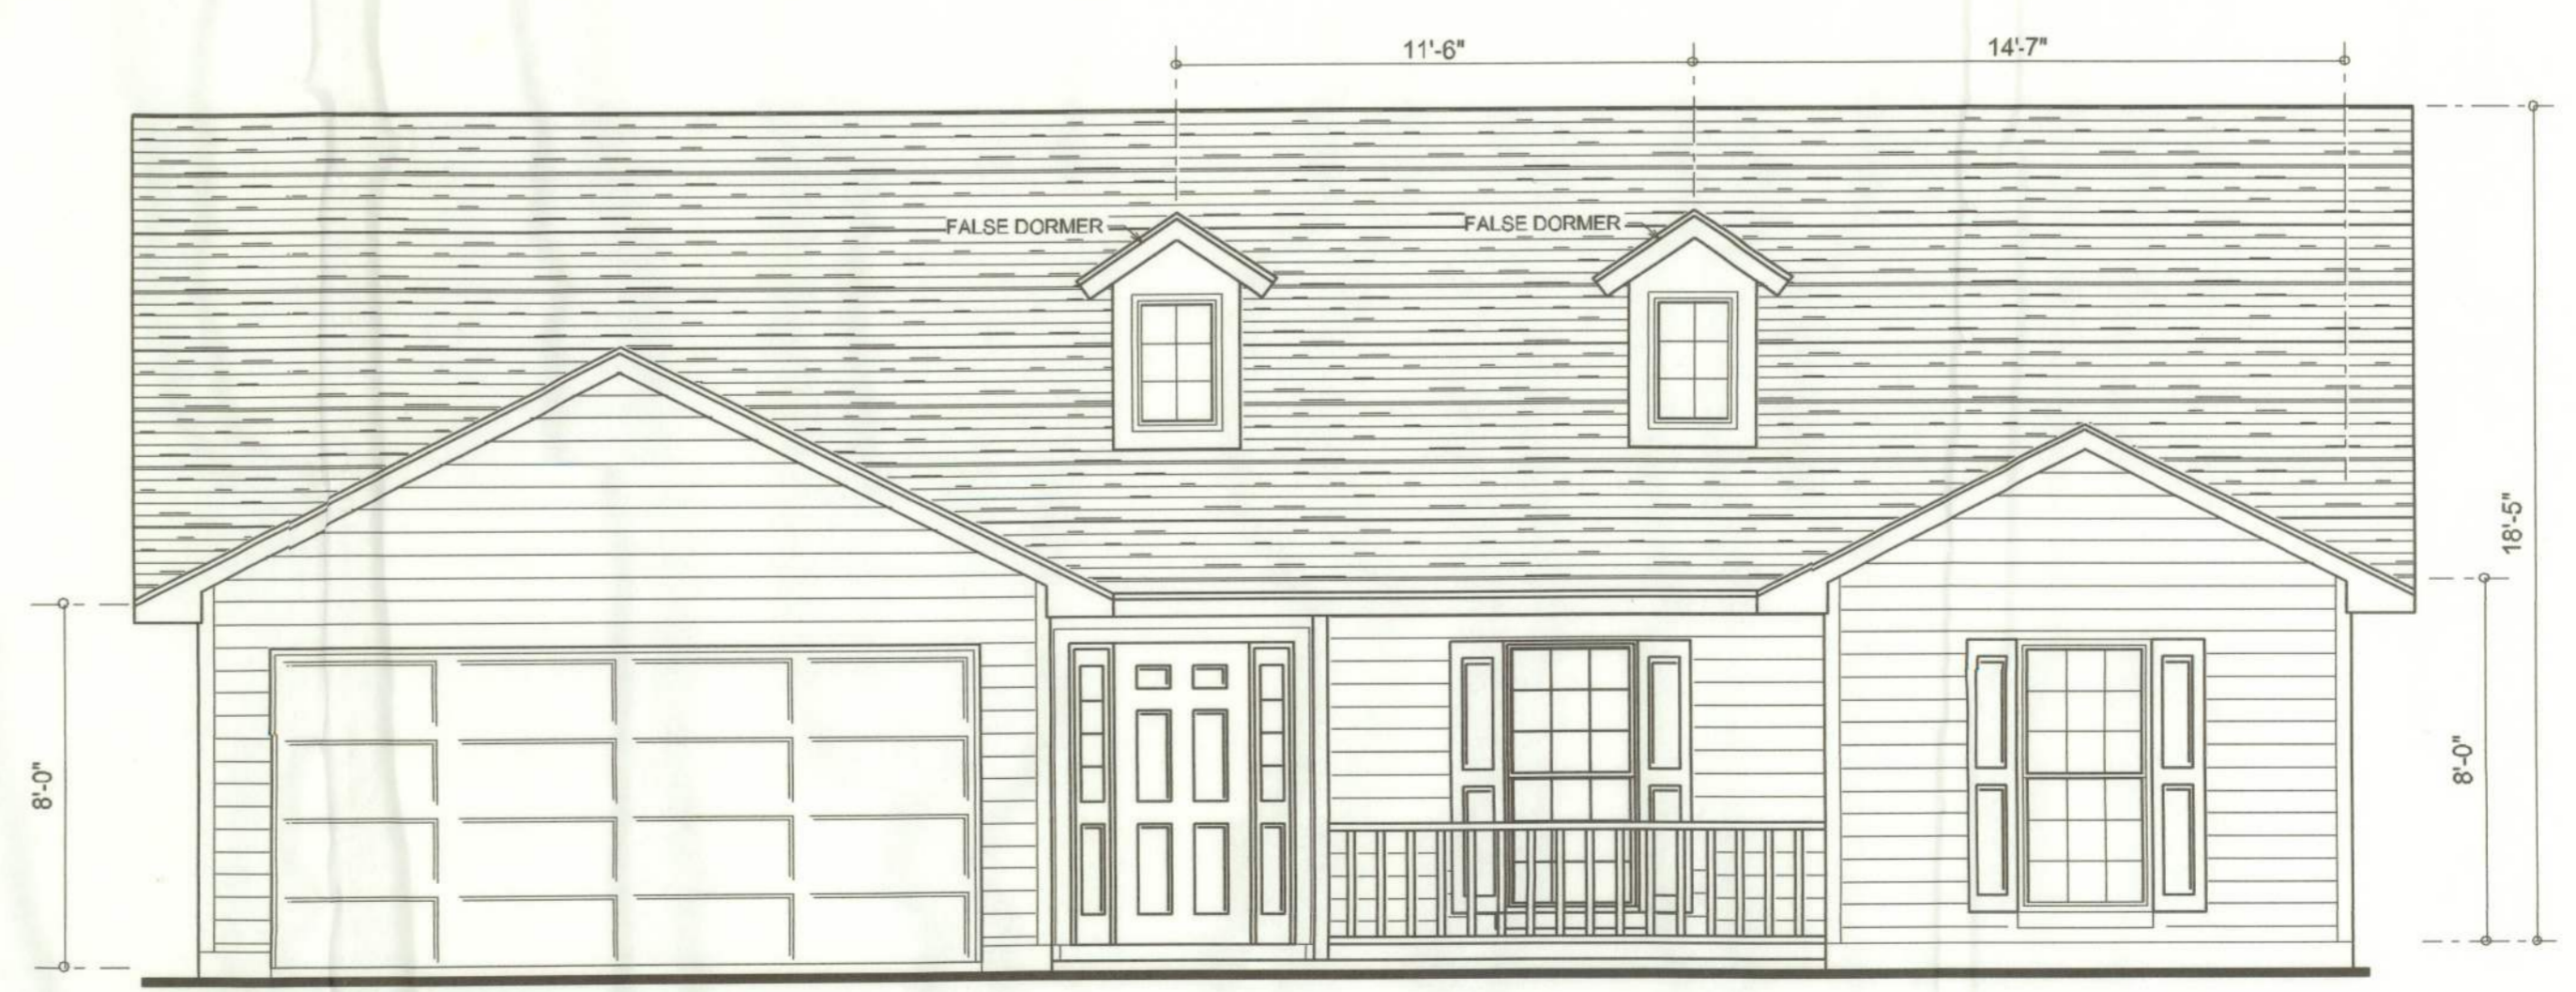 11'-6"
14'-7"
FALSE DORMER
FALSE DORMER
18'-5"
8'-0"
8'-0"